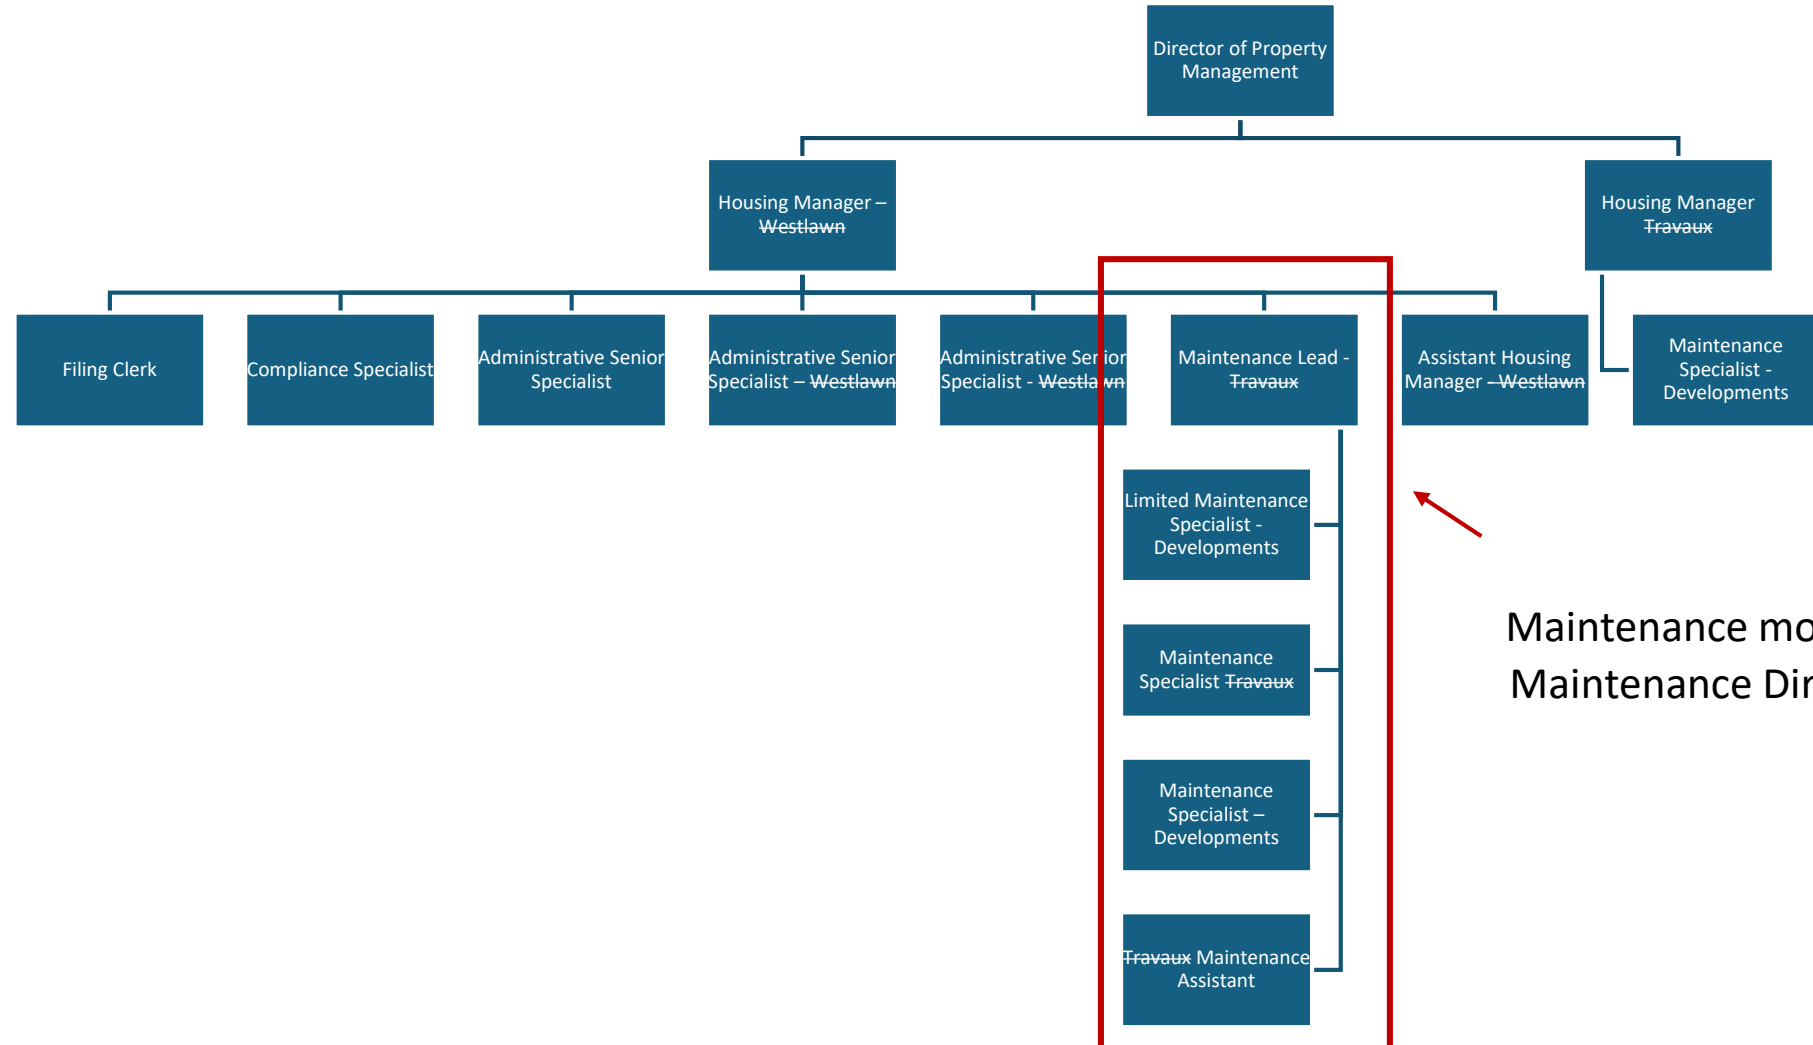 Director of Property
Management
Housing Manager –
Westlawn
Housing Manager
Travaux
Filing Clerk
Compliance Specialist
Administrative Senior
Specialist
Administrative Senior
Specialist – Westlawn
Administrative Senior
Specialist - Westlawn
Maintenance Lead -
Travaux
Assistant Housing
Manager - Westlawn
Maintenance
Specialist -
Developments
Limited Maintenance
Specialist -
Developments
Maintenance
Specialist Travaux
Maintenance
Specialist –
Developments
Travaux Maintenance
Assistant
Maintenance
Maintenance